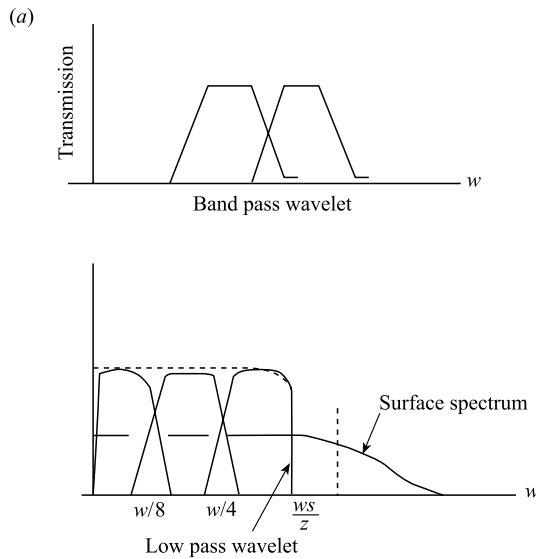 (a)
Transmission
w
Band pass wavelet
Surface spectrum
w/8 w/4 ws/z
w
Low pass wavelet